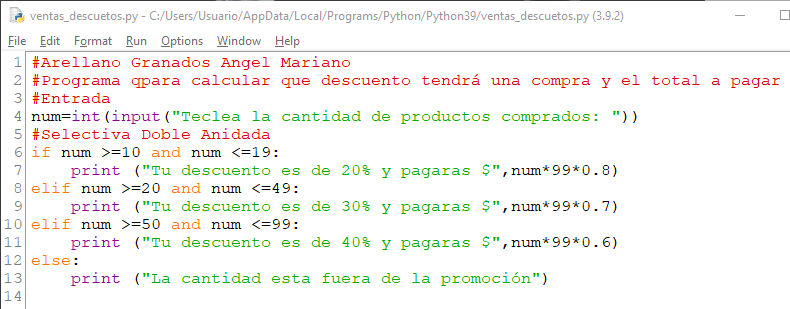 ventas_descuetos.py - C:/Users/Usuario/AppData/Local/Programs/Python/Python39/ventas_descuetos.py (3.9.2)
File Edit Format Run Options Window Help
1 #Arellano Granados Angel Mariano
2 #Programa qpara calcular que descuento tendrá una compra y el total a pagar
3 #Entrada
4 num=int(input("Teclea la cantidad de productos comprados: "))
5 #Selectiva Doble Anidada
6 if num >=10 and num <=19:
7     print ("Tu descuento es de 20% y pagaras $",num*99*0.8)
8 elif num >=20 and num <=49:
9     print ("Tu descuento es de 30% y pagaras $",num*99*0.7)
10 elif num >=50 and num <=99:
11     print ("Tu descuento es de 40% y pagaras $",num*99*0.6)
12 else:
13     print ("La cantidad esta fuera de la promoción")
14